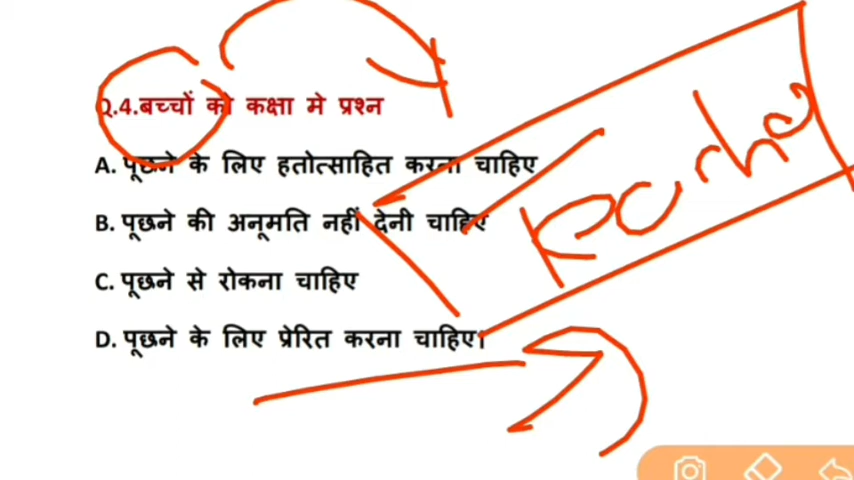 Q.4.बच्चों को कक्षा मे प्रश्न
A. पूछने के लिए हतोत्साहित करना चाहिए
B. पूछने की अनूमति नहीं देनी चाहिए
C. पूछने से रोकना चाहिए
D. पूछने के लिए प्रेरित करना चाहिए।